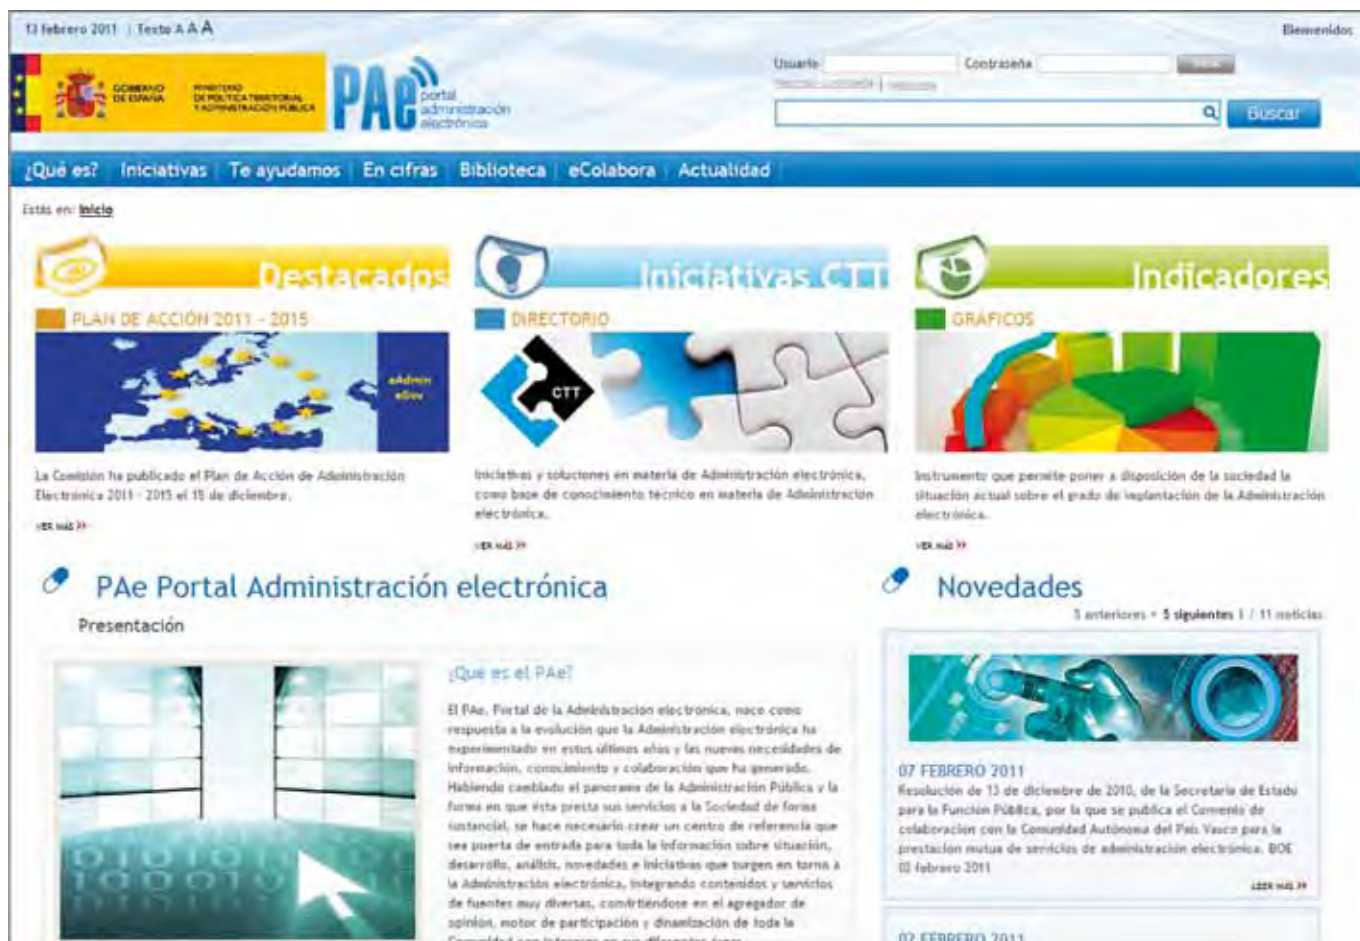 13 febrero 2011 | Texto A A A
Bienvenidos
GOBIERNO DE ESPAÑA
MINISTERIO DE POLÍTICA TERRITORIAL Y ADMINISTRACIÓN PÚBLICA
PAe portal administración electrónica
Usuario
Contraseña
Buscar
¿Qué es? Iniciativas Te ayudamos En cifras Biblioteca eColabora Actualidad
Estás en: Inicio
Destacados
PLAN DE ACCIÓN 2011 - 2015
eAdmin
eGov
La Comisión ha publicado el Plan de Acción de Administración
Electrónica 2011 - 2015 el 15 de diciembre.
VER MÁS »
Iniciativas CTT
DIRECTORIO
CTT
Iniciativas y soluciones en materia de Administración electrónica,
como base de conocimiento técnico en materia de Administración
electrónica.
VER MÁS »
Indicadores
GRÁFICOS
Instrumento que permite poner a disposición de la sociedad la
situación actual sobre el grado de implantación de la Administración
electrónica.
VER MÁS »
PAe Portal Administración electrónica
Presentación
¿Qué es el PAe?
El PAe, Portal de la Administración electrónica, nace como
respuesta a la evolución que la Administración electrónica ha
experimentado en estos últimos años y las nuevas necesidades de
información, conocimiento y colaboración que ha generado.
Habiendo cambiado el panorama de la Administración Pública y la
forma en que ésta presta sus servicios a la Sociedad de forma
sustancial, se hace necesario crear un centro de referencia que
sea puerta de entrada para toda la información sobre situación,
desarrollo, análisis, novedades e iniciativas que surgen en torno a
la Administración electrónica, integrando contenidos y servicios
de fuentes muy diversas, convirtiéndose en el agregador de
opinión, motor de participación y dinamización de toda la
Novedades
5 anteriores - 5 siguientes | / 11 noticias
07 FEBRERO 2011
Resolución de 13 de diciembre de 2010, de la Secretaría de Estado
para la Función Pública, por la que se publica el Convenio de
colaboración con la Comunidad Autónoma del País Vasco para la
prestación mutua de servicios de administración electrónica. BOE
02 febrero 2011
LEER MÁS »
02 FEBRERO 2011